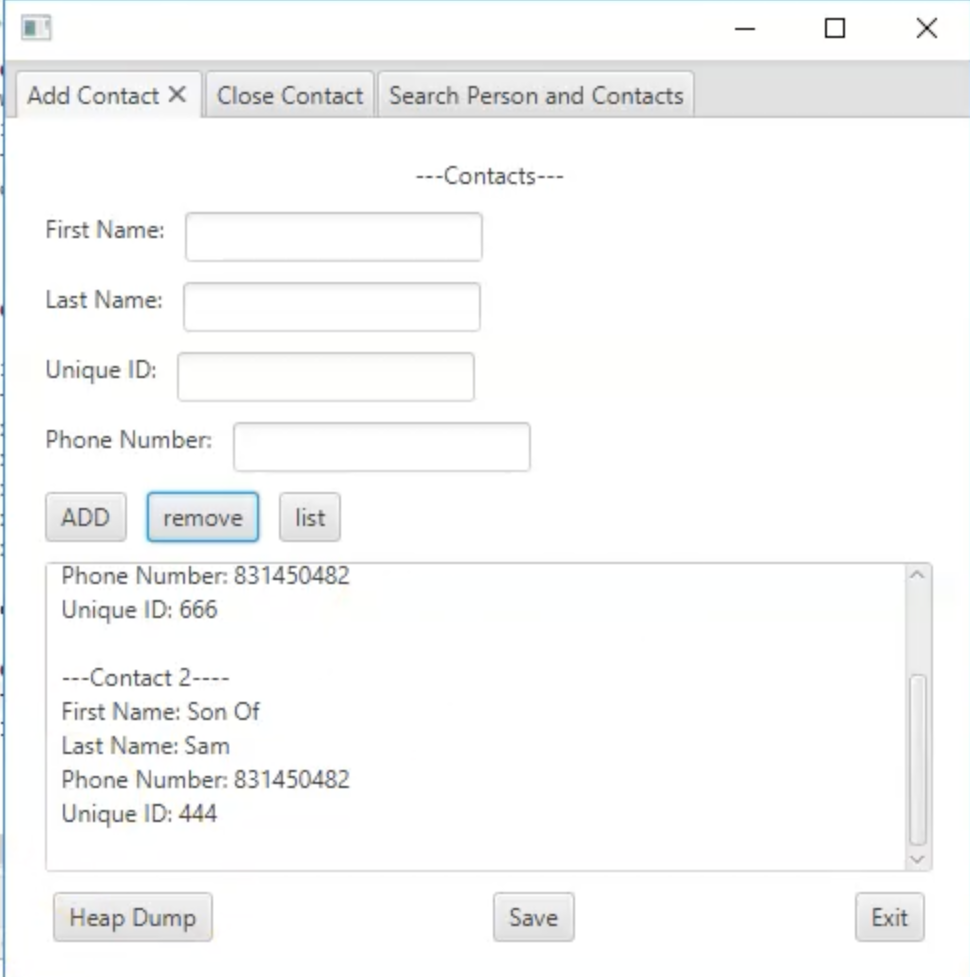 Add Contact
Close Contact
Search Person and Contacts
---Contacts---
First Name:
Last Name:
Unique ID:
Phone Number:
ADD remove list
Phone Number: 831450482
Unique ID: 666
---Contact 2----
First Name: Son Of
Last Name: Sam
Phone Number: 831450482
Unique ID: 444
Heap Dump Save Exit